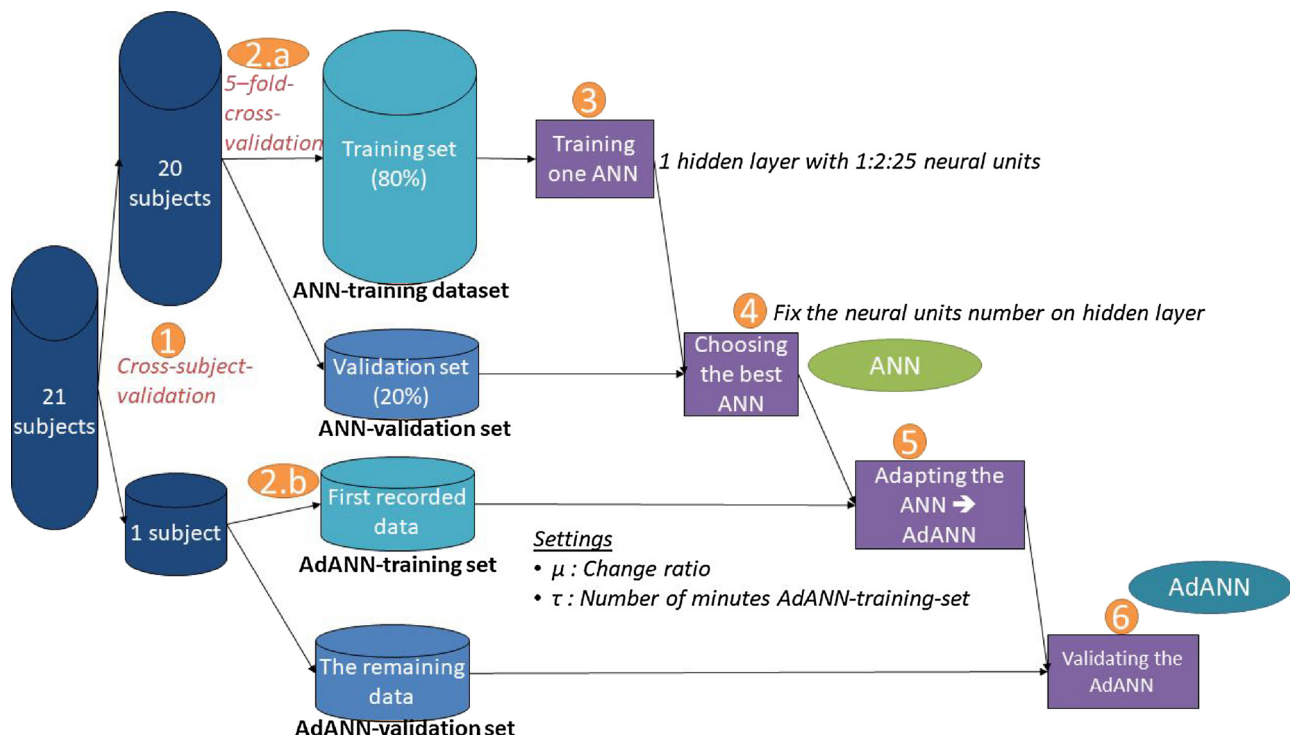 2.a
5–fold-
cross-
validation
20
subjects
Training set
(80%)
ANN-training dataset
3
Training
one ANN
1 hidden layer with 1:2:25 neural units
1
Cross-subject-
validation
21
subjects
Validation set
(20%)
ANN-validation set
4
Fix the neural units number on hidden layer
Choosing
the best
ANN
ANN
1 subject
2.b
First recorded
data
AdANN-training set
Settings
• µ : Change ratio
• τ : Number of minutes AdANN-training-set
5
Adapting the
ANN ➔
AdANN
The remaining
data
AdANN-validation set
AdANN
6
Validating the
AdANN